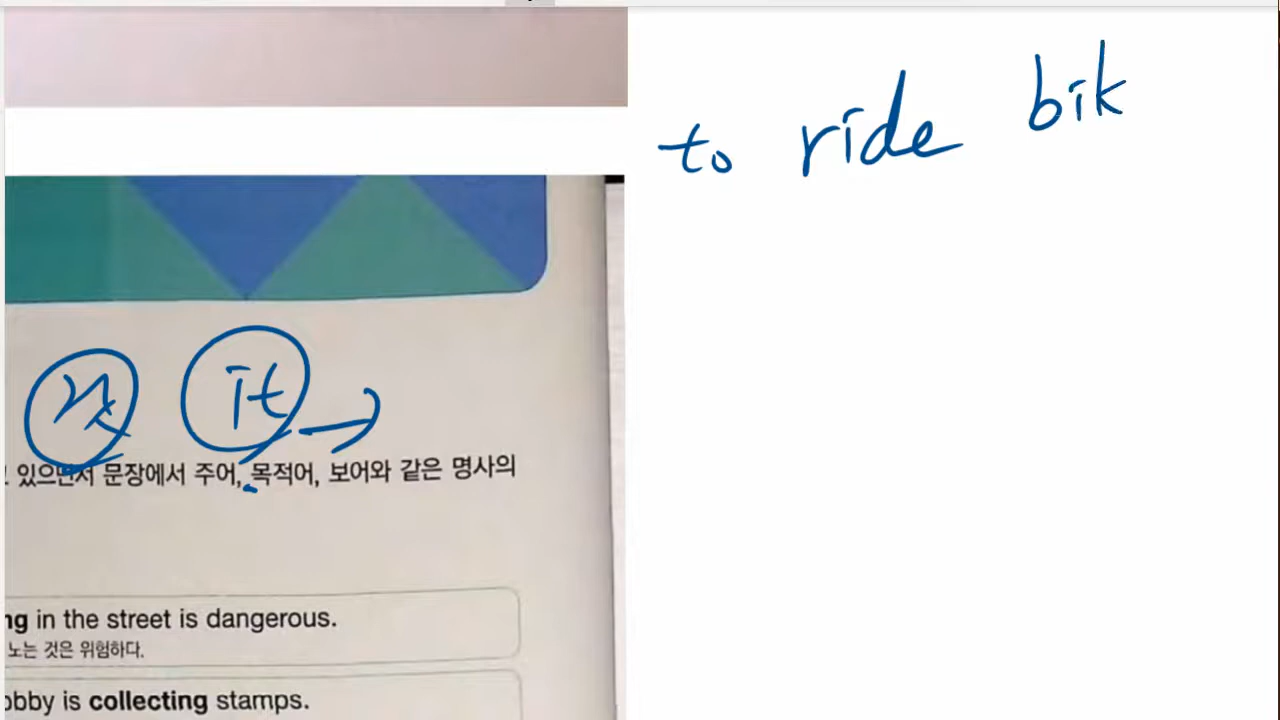 to ride bik
것 it
있으면서 문장에서 주어, 목적어, 보어와 같은 명사의
ng in the street is dangerous.
노는 것은 위험하다.
obby is collecting stamps.